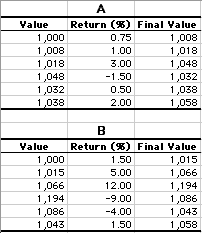 A
Value Return (%) Final Value
1,000 0.75 1,008
1,008 1.00 1,018
1,018 3.00 1,048
1,048 -1.50 1,032
1,032 0.50 1,038
1,038 2.00 1,058
B
Value Return (%) Final Value
1,000 1.50 1,015
1,015 5.00 1,066
1,066 12.00 1,194
1,194 -9.00 1,086
1,086 -4.00 1,043
1,043 1.50 1,058